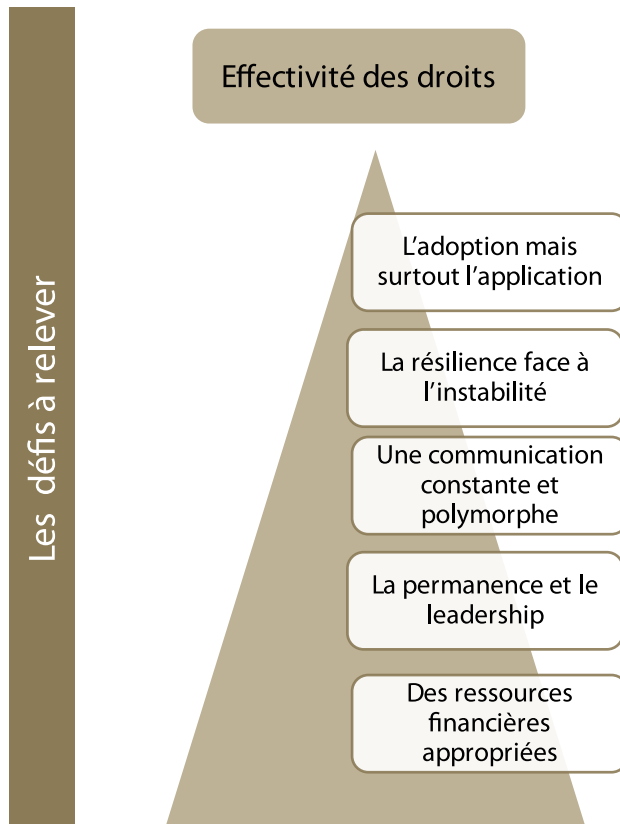 Les défis à relever
Effectivité des droits
L’adoption mais
surtout l’application
La résilience face à
l’instabilité
Une communication
constante et
polymorphe
La permanence et le
leadership
Des ressources
financières
appropriées